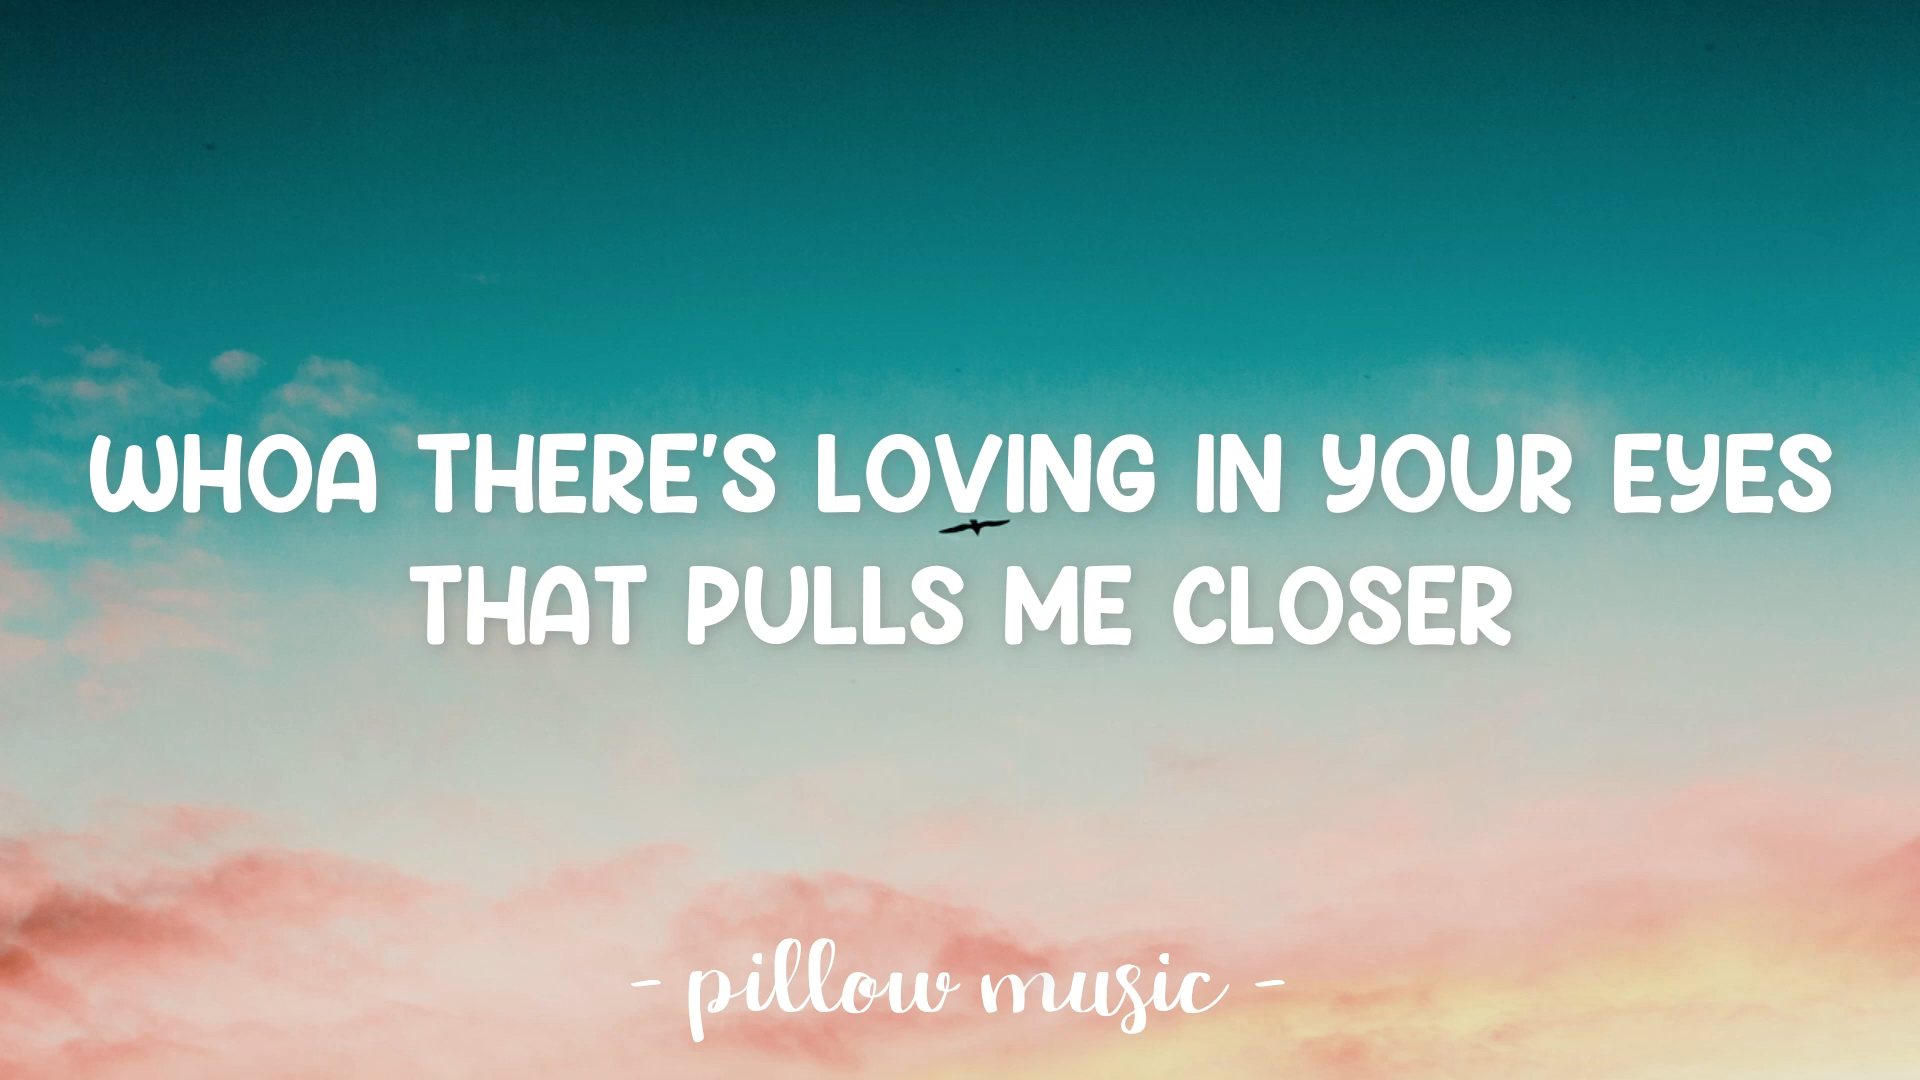 WHOA THERE'S LOVING IN YOUR EYES
THAT PULLS ME CLOSER
- pillow music -